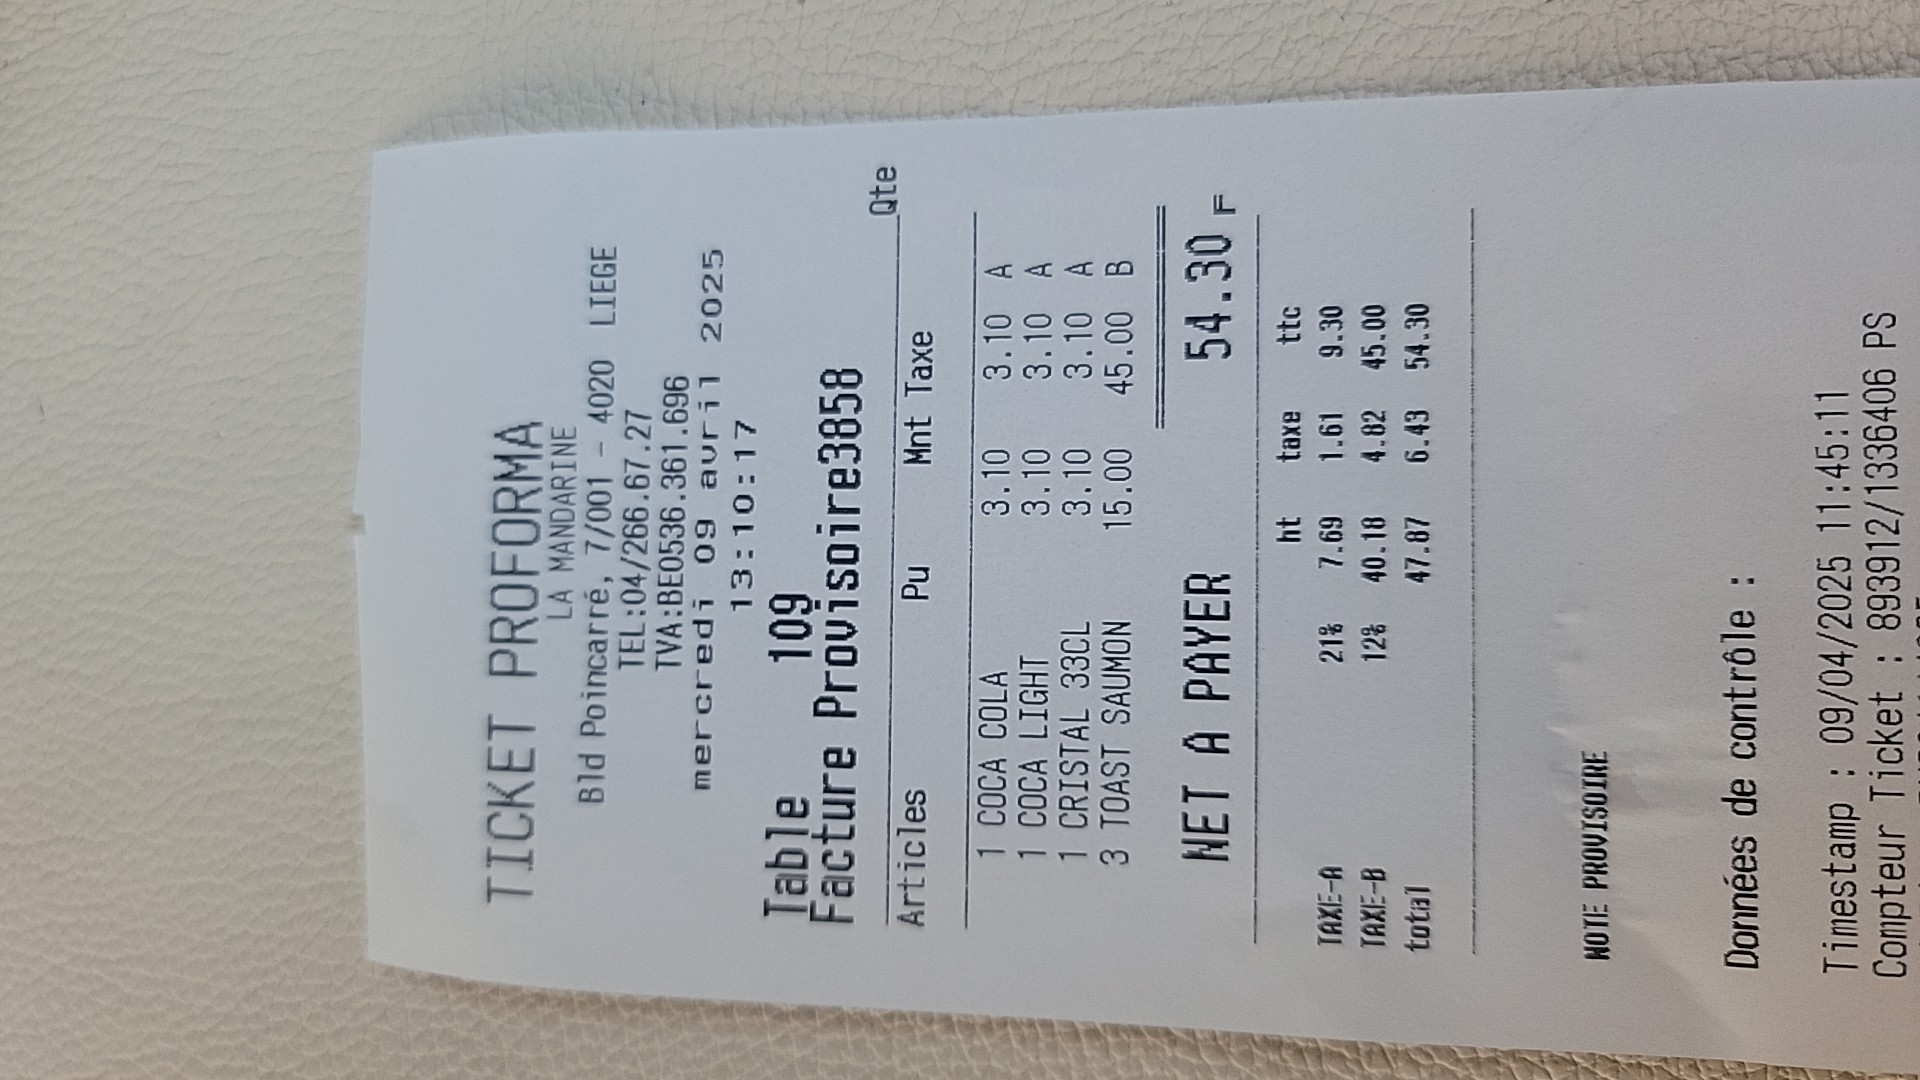 TICKET PROFORMA
LA MANDARINE
Bld Poincarré, 7/001 - 4020 LIEGE
TEL:04/266.67.27
TVA:BE0536.361.696
mercredi 09 avril 2025
13:10:17
Table 109
Facture Provisoire3858
Qte
Articles Pu Mnt Taxe
1 COCA COLA 3.10 3.10 A
1 COCA LIGHT 3.10 3.10 A
1 CRISTAL 33CL 3.10 3.10 A
3 TOAST SAUMON 15.00 45.00 B
NET A PAYER 54.30 F
ht taxe ttc
TAXE-A 21% 7.69 1.61 9.30
TAXE-B 12% 40.18 4.82 45.00
total 47.87 6.43 54.30
NOTE PROVISOIRE
Données de contrôle :
Timestamp : 09/04/2025 11:45:11
Compteur Ticket : 893912/1336406 PS